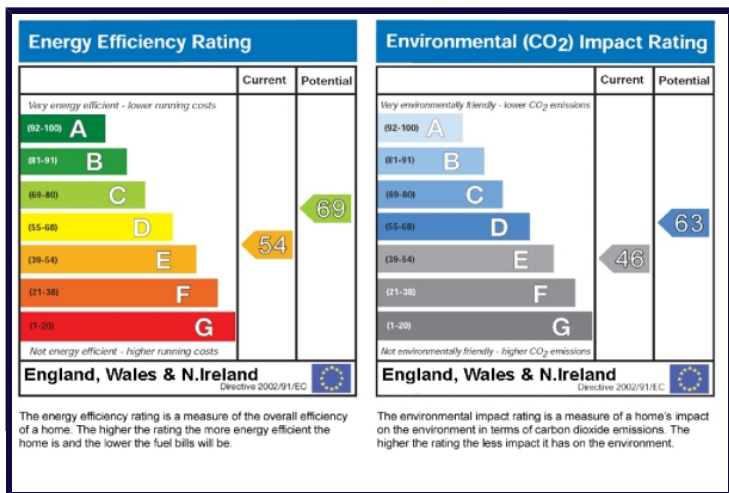 Energy Efficiency Rating
Current Potential
Very energy efficient - lower running costs
(92-100) A
(81-91) B
(69-80) C
69
(55-68) D
54
(39-54) E
(21-38) F
(1-20) G
Not energy efficient - higher running costs
England, Wales & N.Ireland
Directive 2002/91/EC
The energy efficiency rating is a measure of the overall efficiency
of a home. The higher the rating the more energy efficient the
home is and the lower the fuel bills will be.
Environmental (CO2) Impact Rating
Current Potential
Very environmentally friendly - lower CO2 emissions
(92-100) A
(81-91) B
(69-80) C
(55-68) D
63
(39-54) E
46
(21-38) F
(1-20) G
Not environmentally friendly - higher CO2 emissions
England, Wales & N.Ireland
Directive 2002/91/EC
The environmental impact rating is a measure of a home's impact
on the environment in terms of carbon dioxide emissions. The
higher the rating the less impact it has on the environment.